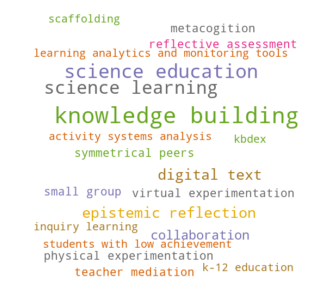 scaffolding
metacogition
reflective assessment
learning analytics and monitoring tools
science education
science learning
knowledge building
activity systems analysis
kbdex
symmetrical peers
digital text
small group
virtual experimentation
epistemic reflection
inquiry learning
collaboration
students with low achievement
physical experimentation
k-12 education
teacher mediation